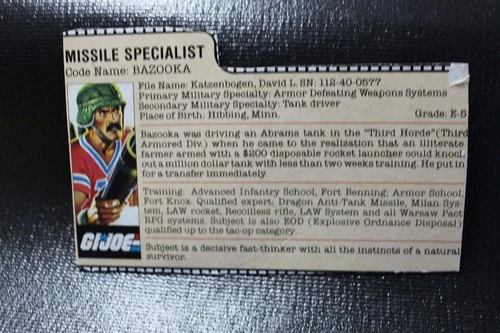 MISSILE SPECIALIST
Code Name: BAZOOKA
File Name: Katzenbogen, David L. SN: 112-40-0577
Primary Military Specialty: Armor Defeating Weapons Systems
Secondary Military Specialty: Tank driver
Place of Birth: Hibbing, Minn. Grade: E-5
Bazooka was driving an Abrams tank in the "Third Horde" (Third
Armored Div.) when he came to the realization that an illiterate
farmer armed with a $200 disposable rocket launcher could knock
out a million dollar tank with less than two weeks training. He put in
for a transfer immediately.
Training: Advanced Infantry School, Fort Benning; Armor School,
Fort Knox. Qualified expert: Dragon Anti-Tank Missile, Milan Sys-
tem, LAW rocket, Recoilless rifle, LAW System and all Warsaw Pact
RPG systems. Subject is also EOD (Explosive Ordnance Disposal)
qualified up to the tac-op category.
Subject is a decisive fast-thinker with all the instincts of a natural
survivor.
GI JOE